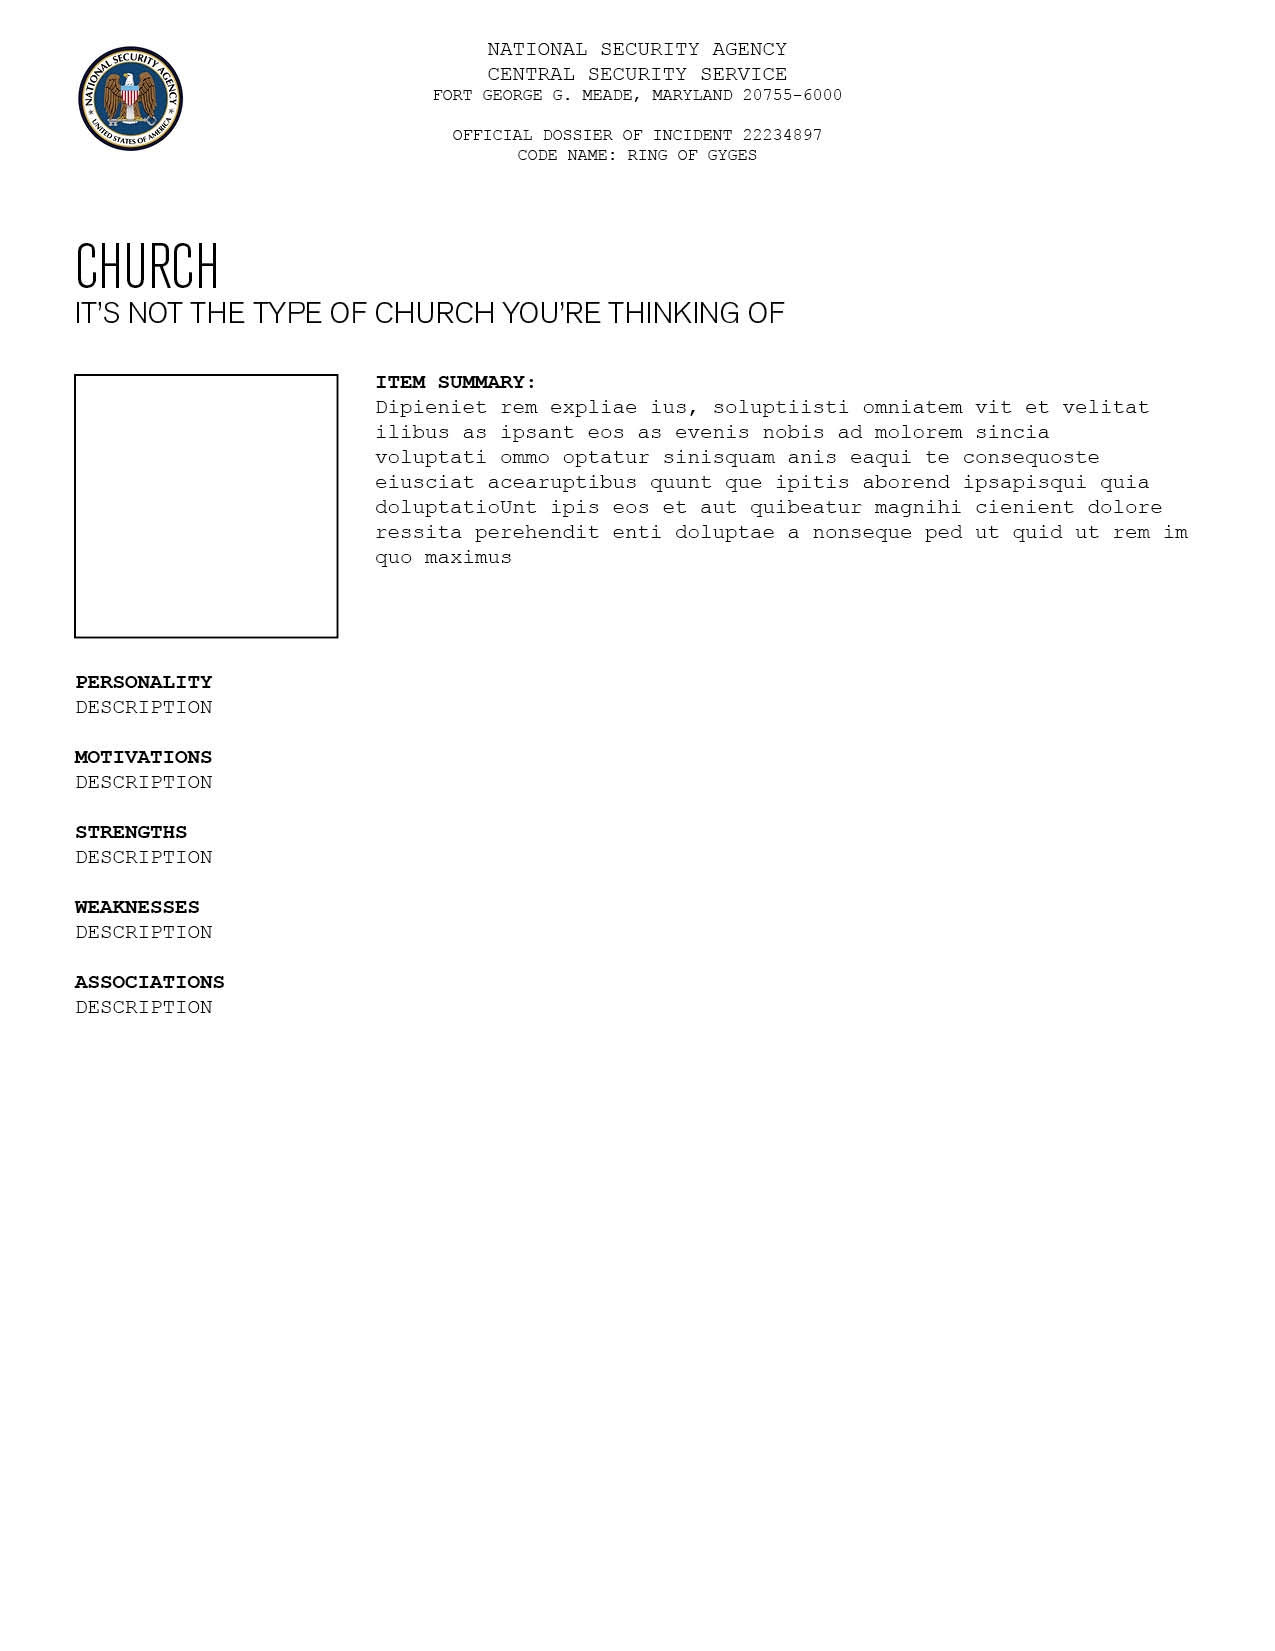 NATIONAL SECURITY AGENCY
UNITED STATES OF AMERICA
NATIONAL SECURITY AGENCY
CENTRAL SECURITY SERVICE
FORT GEORGE G. MEADE, MARYLAND 20755-6000
OFFICIAL DOSSIER OF INCIDENT 22234897
CODE NAME: RING OF GYGES
CHURCH
IT'S NOT THE TYPE OF CHURCH YOU'RE THINKING OF
ITEM SUMMARY:
Dipieniet rem expliae ius, soluptiisti omniatem vit et velitat
ilibus as ipsant eos as evenis nobis ad molorem sincia
voluptati ommo optatur sinisquam anis eaqui te consequoste
eiusciat acearuptibus quunt que ipitis aborend ipsapisqui quia
doluptatioUnt ipis eos et aut quibeatur magnihi cienient dolore
ressita perehendit enti doluptae a nonseque ped ut quid ut rem im
quo maximus
PERSONALITY
DESCRIPTION
MOTIVATIONS
DESCRIPTION
STRENGTHS
DESCRIPTION
WEAKNESSES
DESCRIPTION
ASSOCIATIONS
DESCRIPTION